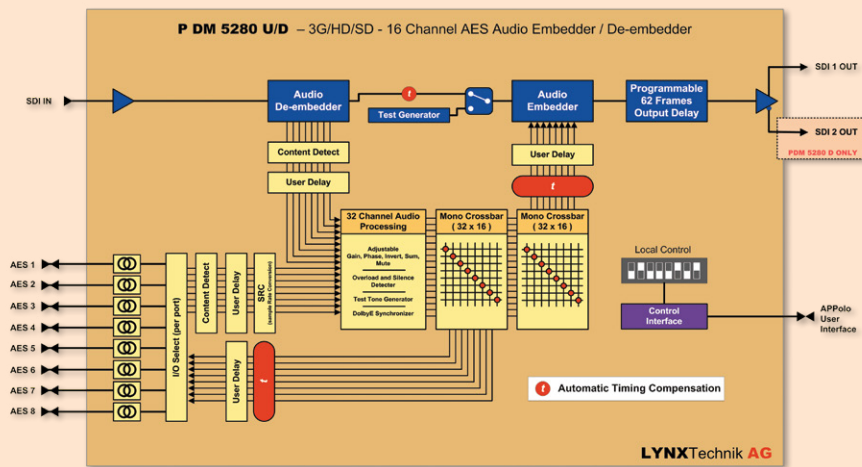 P DM 5280 U/D – 3G/HD/SD - 16 Channel AES Audio Embedder / De-embedder
SDI IN
Audio
De-embedder
t
Test Generator
Audio
Embedder
Programmable
62 Frames
Output Delay
SDI 1 OUT
SDI 2 OUT
PDM 5280 D ONLY
Content Detect
User Delay
User Delay
t
32 Channel Audio
Processing
Adjustable
Gain, Phase, Invert, Sum,
Mute
Overload and Silence
Detecter
Test Tone Generator
DolbyE Synchronizer
Mono Crossbar
( 32 x 16 )
Mono Crossbar
( 32 x 16 )
Local Control
Control
Interface
APPolo
User
Interface
AES 1
AES 2
AES 3
AES 4
AES 5
AES 6
AES 7
AES 8
I/O Select (per port)
Content Detect
User Delay
SRC
(sample Rate Conversion)
User Delay
t
t Automatic Timing Compensation
LYNXTechnik AG